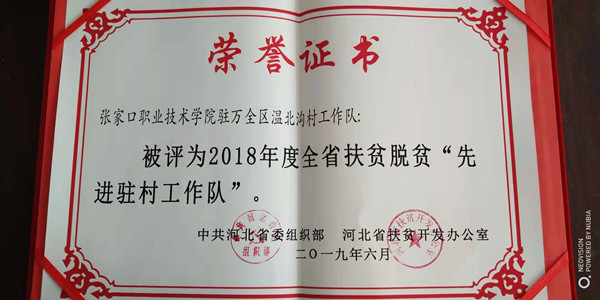 荣誉证书
张家口职业技术学院驻万全区温北沟村工作队:
被评为2018年度全省扶贫脱贫“先
进驻村工作队”。
中共河北省委组织部 河北省扶贫开发办公室
二〇一九年六月
NEOVISION
POWERED BY NUBIA